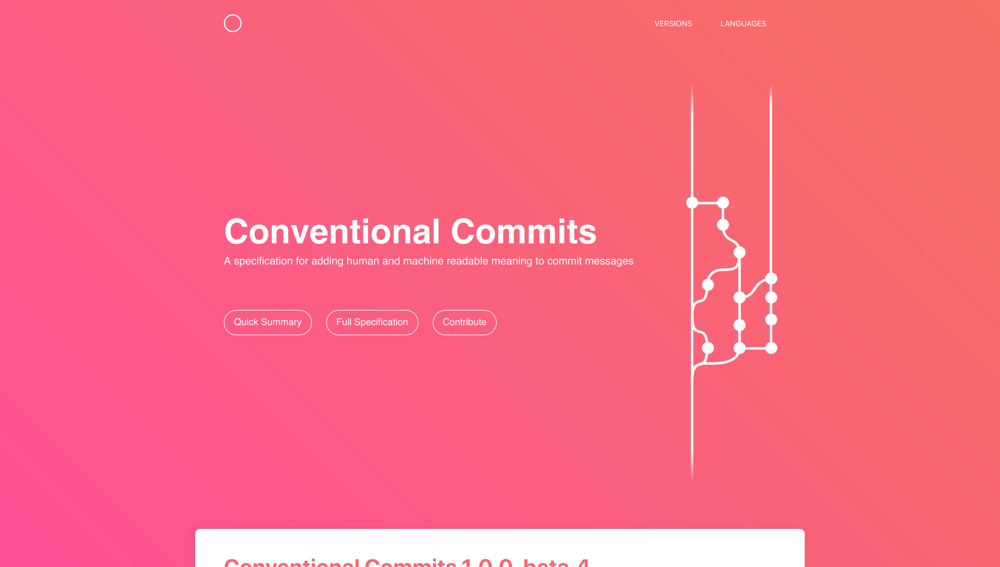 VERSIONS LANGUAGES
Conventional Commits
A specification for adding human and machine readable meaning to commit messages
Quick Summary Full Specification Contribute
Conventional Commits 1.0.0-beta.4